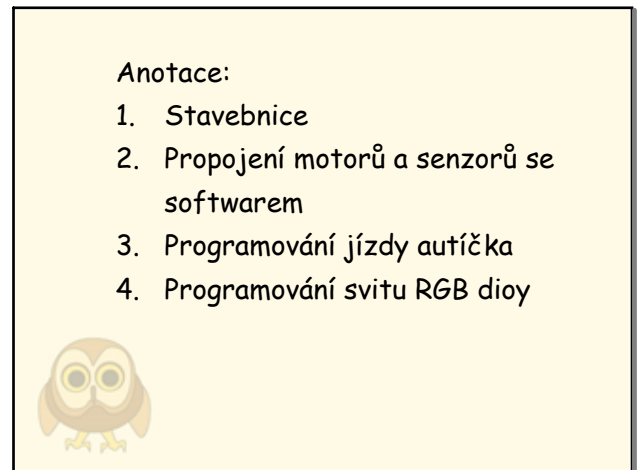 Anotace:
1. Stavebnice
2. Propojení motorů a senzorů se
softwarem
3. Programování jízdy autíčka
4. Programování svitu RGB dioy